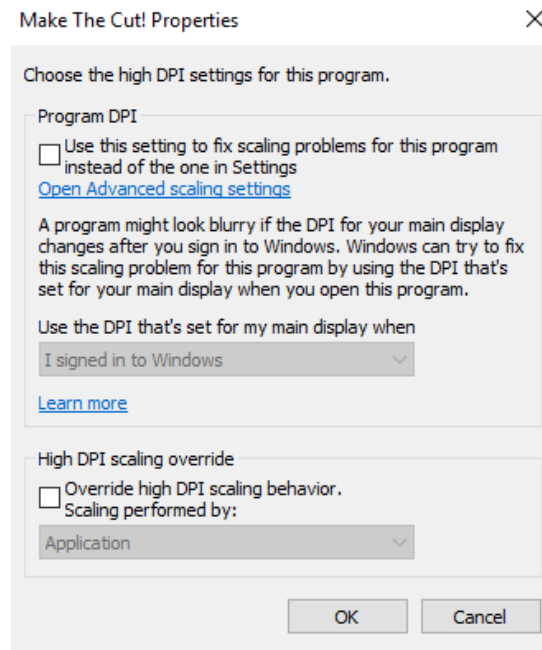 Make The Cut! Properties
Choose the high DPI settings for this program.
Program DPI
Use this setting to fix scaling problems for this program
instead of the one in Settings
Open Advanced scaling settings
A program might look blurry if the DPI for your main display
changes after you sign in to Windows. Windows can try to fix
this scaling problem for this program by using the DPI that's
set for your main display when you open this program.
Use the DPI that's set for my main display when
I signed in to Windows
Learn more
High DPI scaling override
Override high DPI scaling behavior.
Scaling performed by:
Application
OK
Cancel